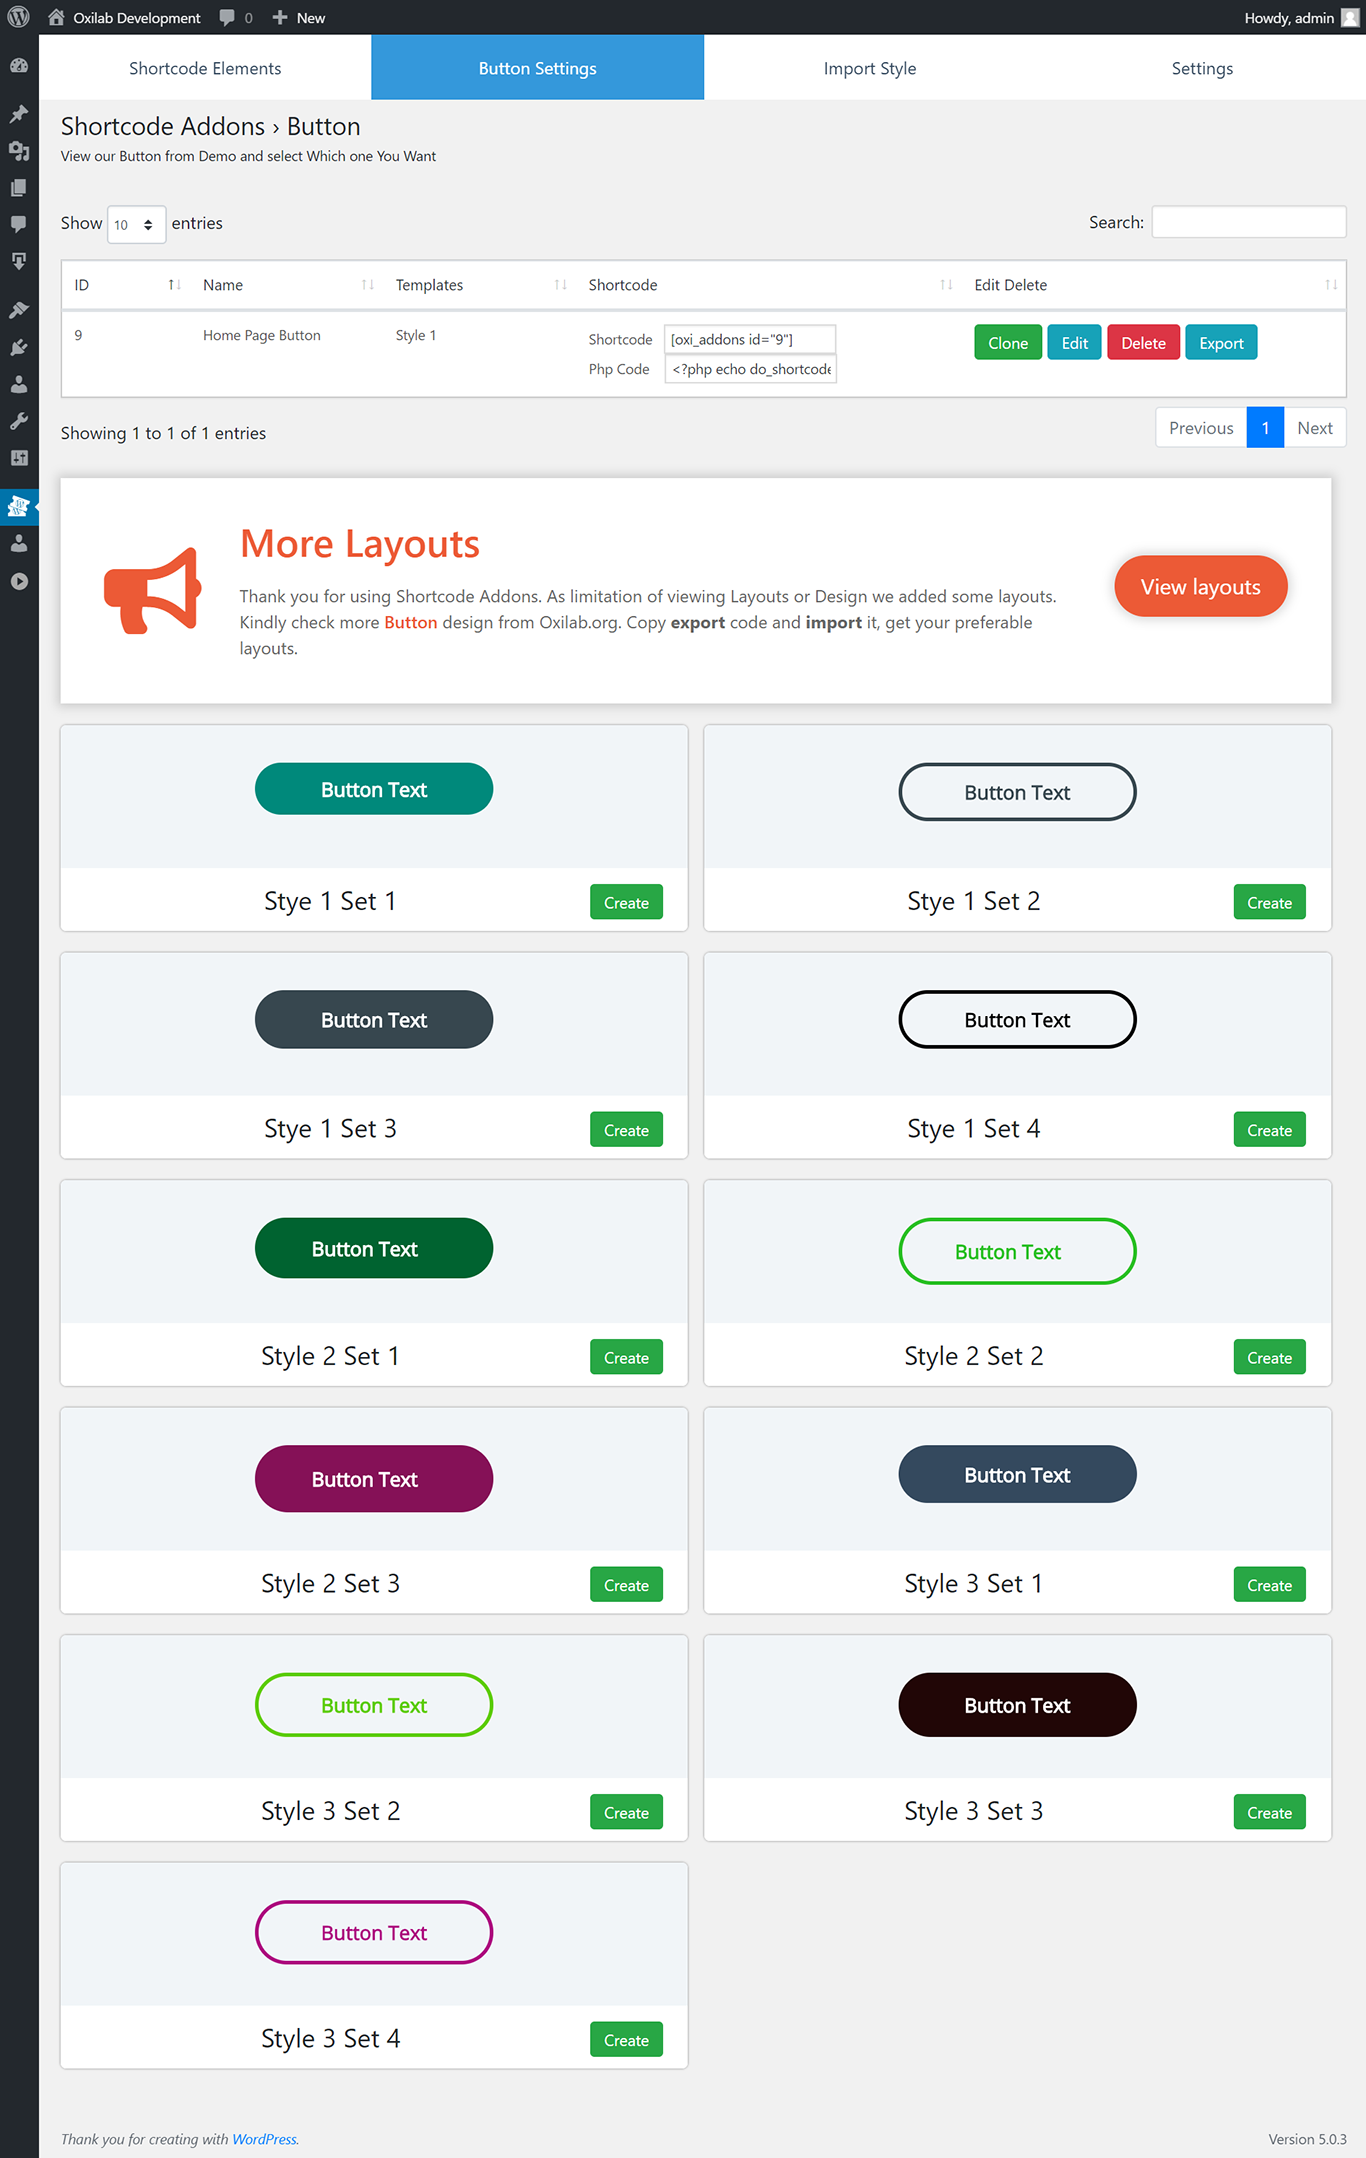 Oxilab Development 0 New Howdy, admin
Shortcode Elements Button Settings Import Style Settings
Shortcode Addons › Button
View our Button from Demo and select Which one You Want
Show 10 entries Search:
ID Name Templates Shortcode Edit Delete
9 Home Page Button Style 1 Shortcode [oxi_addons id="9"] Clone Edit Delete Export
Php Code <?php echo do_shortcode
Showing 1 to 1 of 1 entries Previous 1 Next
More Layouts
Thank you for using Shortcode Addons. As limitation of viewing Layouts or Design we added some layouts.
Kindly check more Button design from Oxilab.org. Copy export code and import it, get your preferable
layouts.
View layouts
Button Text Button Text
Stye 1 Set 1 Create Stye 1 Set 2 Create
Button Text Button Text
Stye 1 Set 3 Create Stye 1 Set 4 Create
Button Text Button Text
Style 2 Set 1 Create Style 2 Set 2 Create
Button Text Button Text
Style 2 Set 3 Create Style 3 Set 1 Create
Button Text Button Text
Style 3 Set 2 Create Style 3 Set 3 Create
Button Text
Style 3 Set 4 Create
Thank you for creating with WordPress. Version 5.0.3